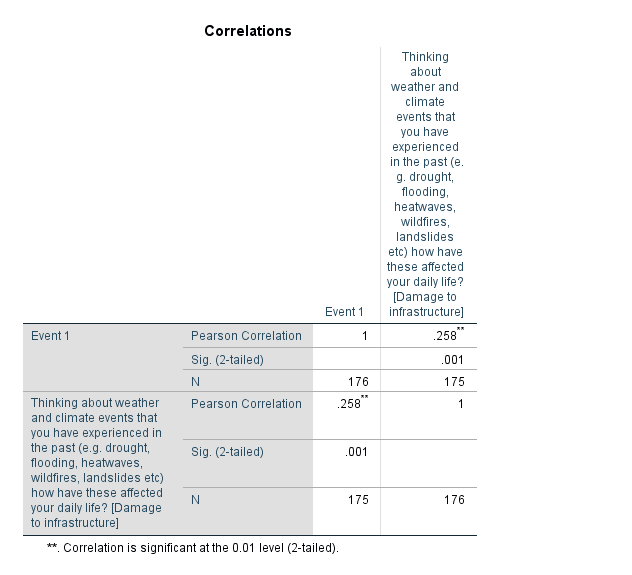 Correlations
Thinking
about
weather and
climate
events that
you have
experienced
in the past (e.
g. drought,
flooding,
heatwaves,
wildfires,
landslides
etc) how have
these affected
your daily life?
[Damage to
Event 1 infrastructure]
Event 1 Pearson Correlation 1 .258**
Sig. (2-tailed) .001
N 176 175
Thinking about weather Pearson Correlation .258** 1
and climate events that
you have experienced in
the past (e.g. drought, Sig. (2-tailed) .001
flooding, heatwaves,
wildfires, landslides etc)
how have these affected N 175 176
your daily life? [Damage
to infrastructure]
**. Correlation is significant at the 0.01 level (2-tailed).